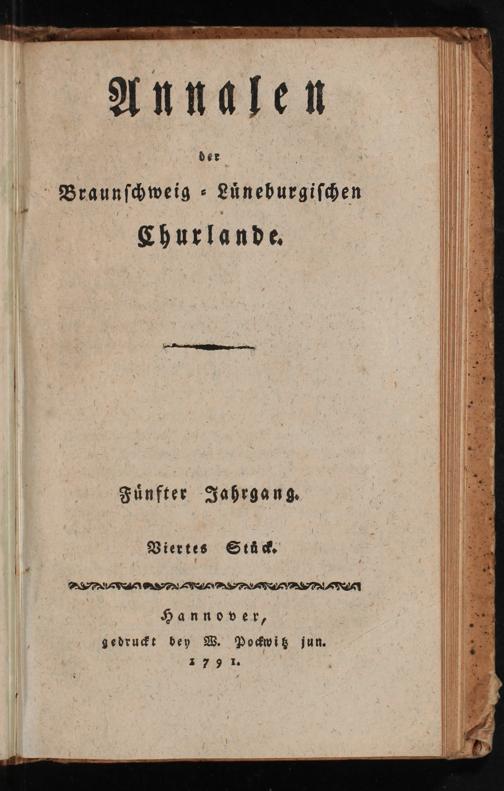 Annalen
der
Braunschweig-Lüneburgischen
Churlande.
Fünfter Jahrgang.
Viertes Stück.
Hannover,
gedruckt bey W. Pockwitz jun.
1791.